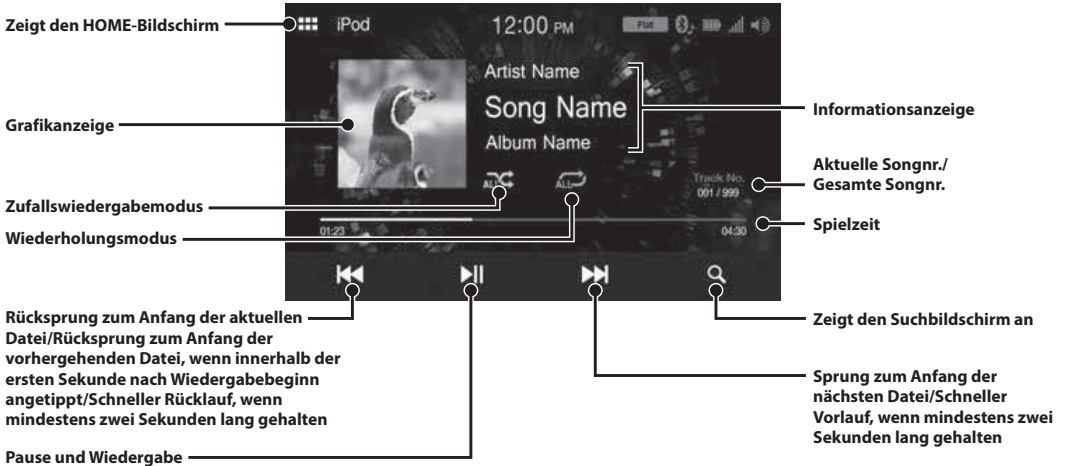 Zeigt den HOME-Bildschirm
iPod
12:00 PM
Flat
Artist Name
Song Name
Album Name
Grafikanzeige
Informationsanzeige
Track No.
001 / 999
Aktuelle Songnr./
Gesamte Songnr.
ALL
ALL
Zufallswiedergabemodus
Wiederholungsmodus
01:23
04:30
Spielzeit
Rücksprung zum Anfang der aktuellen
Datei/Rücksprung zum Anfang der
vorhergehenden Datei, wenn innerhalb der
ersten Sekunde nach Wiedergabebeginn
angetippt/Schneller Rücklauf, wenn
mindestens zwei Sekunden lang gehalten
Pause und Wiedergabe
Zeigt den Suchbildschirm an
Sprung zum Anfang der
nächsten Datei/Schneller
Vorlauf, wenn mindestens zwei
Sekunden lang gehalten